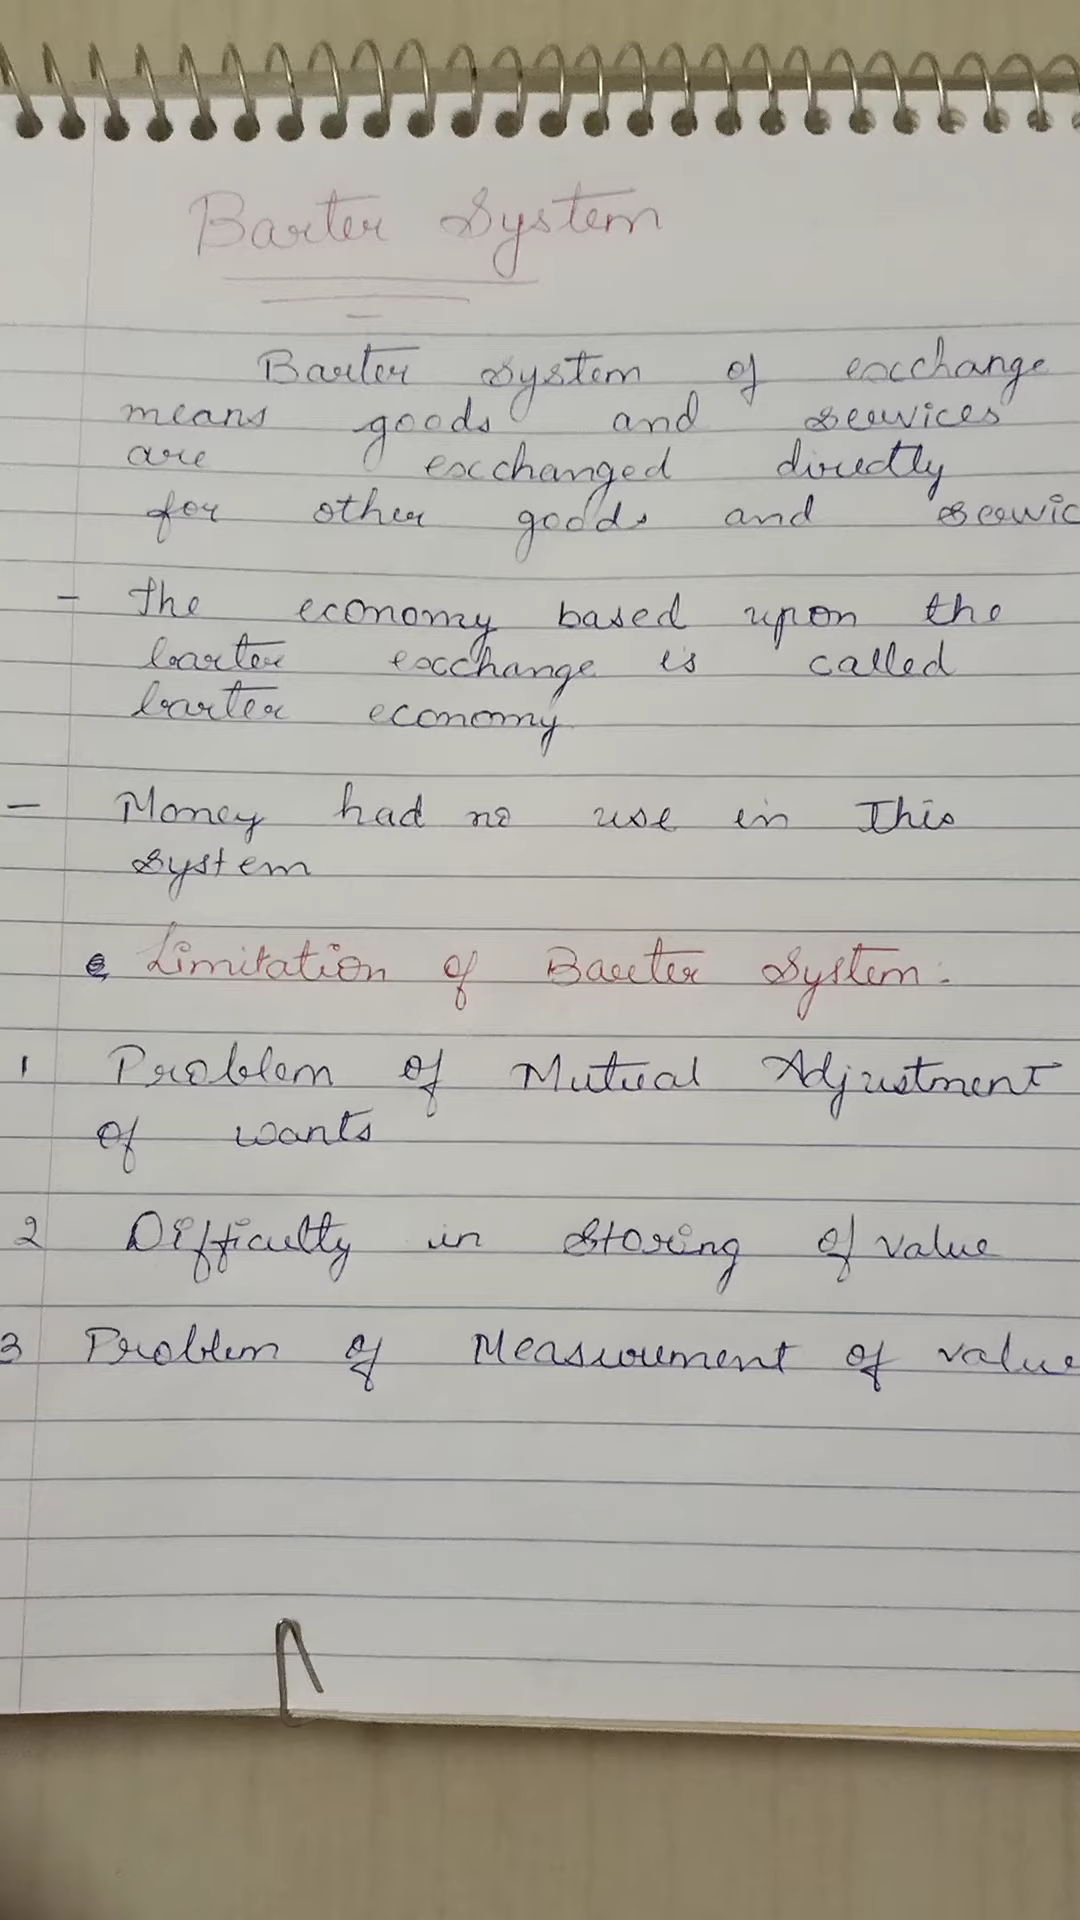 Barter System
Barter system of exchange
means goods and services
are exchanged directly
for other goods and servic
- The economy based upon the
barter exchange is called
barter economy
- Money had no use in This
system
Limitation of Barter System.
1 Problem of Mutual Adjustment
of wants
2 Difficulty in Storing of value
3 Problem of Measurement of value